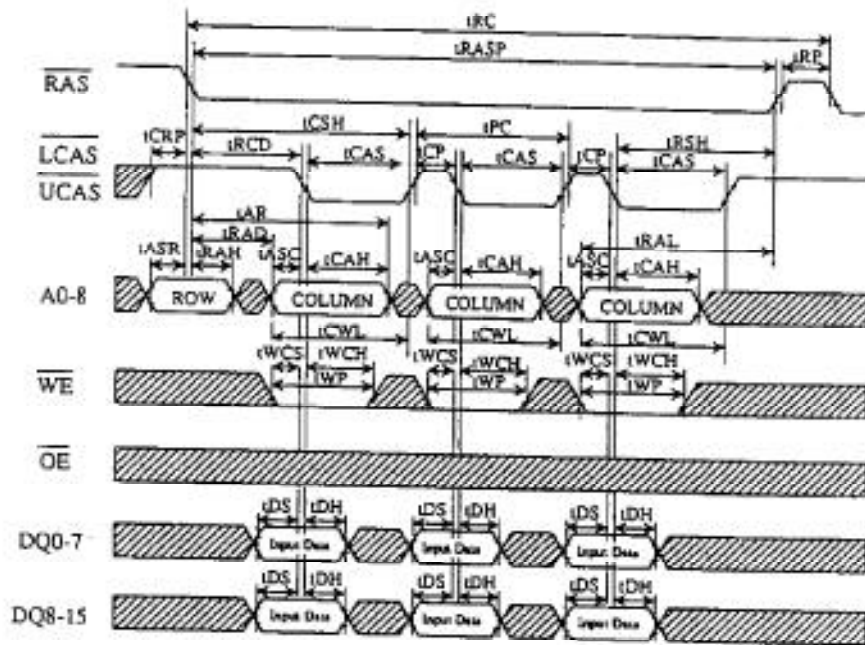 tRC
tRASP
tRP
RAS
tCSH
tPC
tCRP
tRCD
tRSH
LCAS
tCAS tCP tCAS tCP tCAS
UCAS
tAR
tRAD
tRAL
tASR tRAH tASC tCAH tASC tCAH tASC tCAH
A0-8 ROW COLUMN COLUMN COLUMN
tCWL tCWL tCWL
tWCS tWCH tWCS tWCH tWCS tWCH
tWP tWP tWP
WE
OE
tDS tDH tDS tDH tDS tDH
DQ0-7 Input Data Input Data Input Data
tDS tDH tDS tDH tDS tDH
DQ8-15 Input Data Input Data Input Data